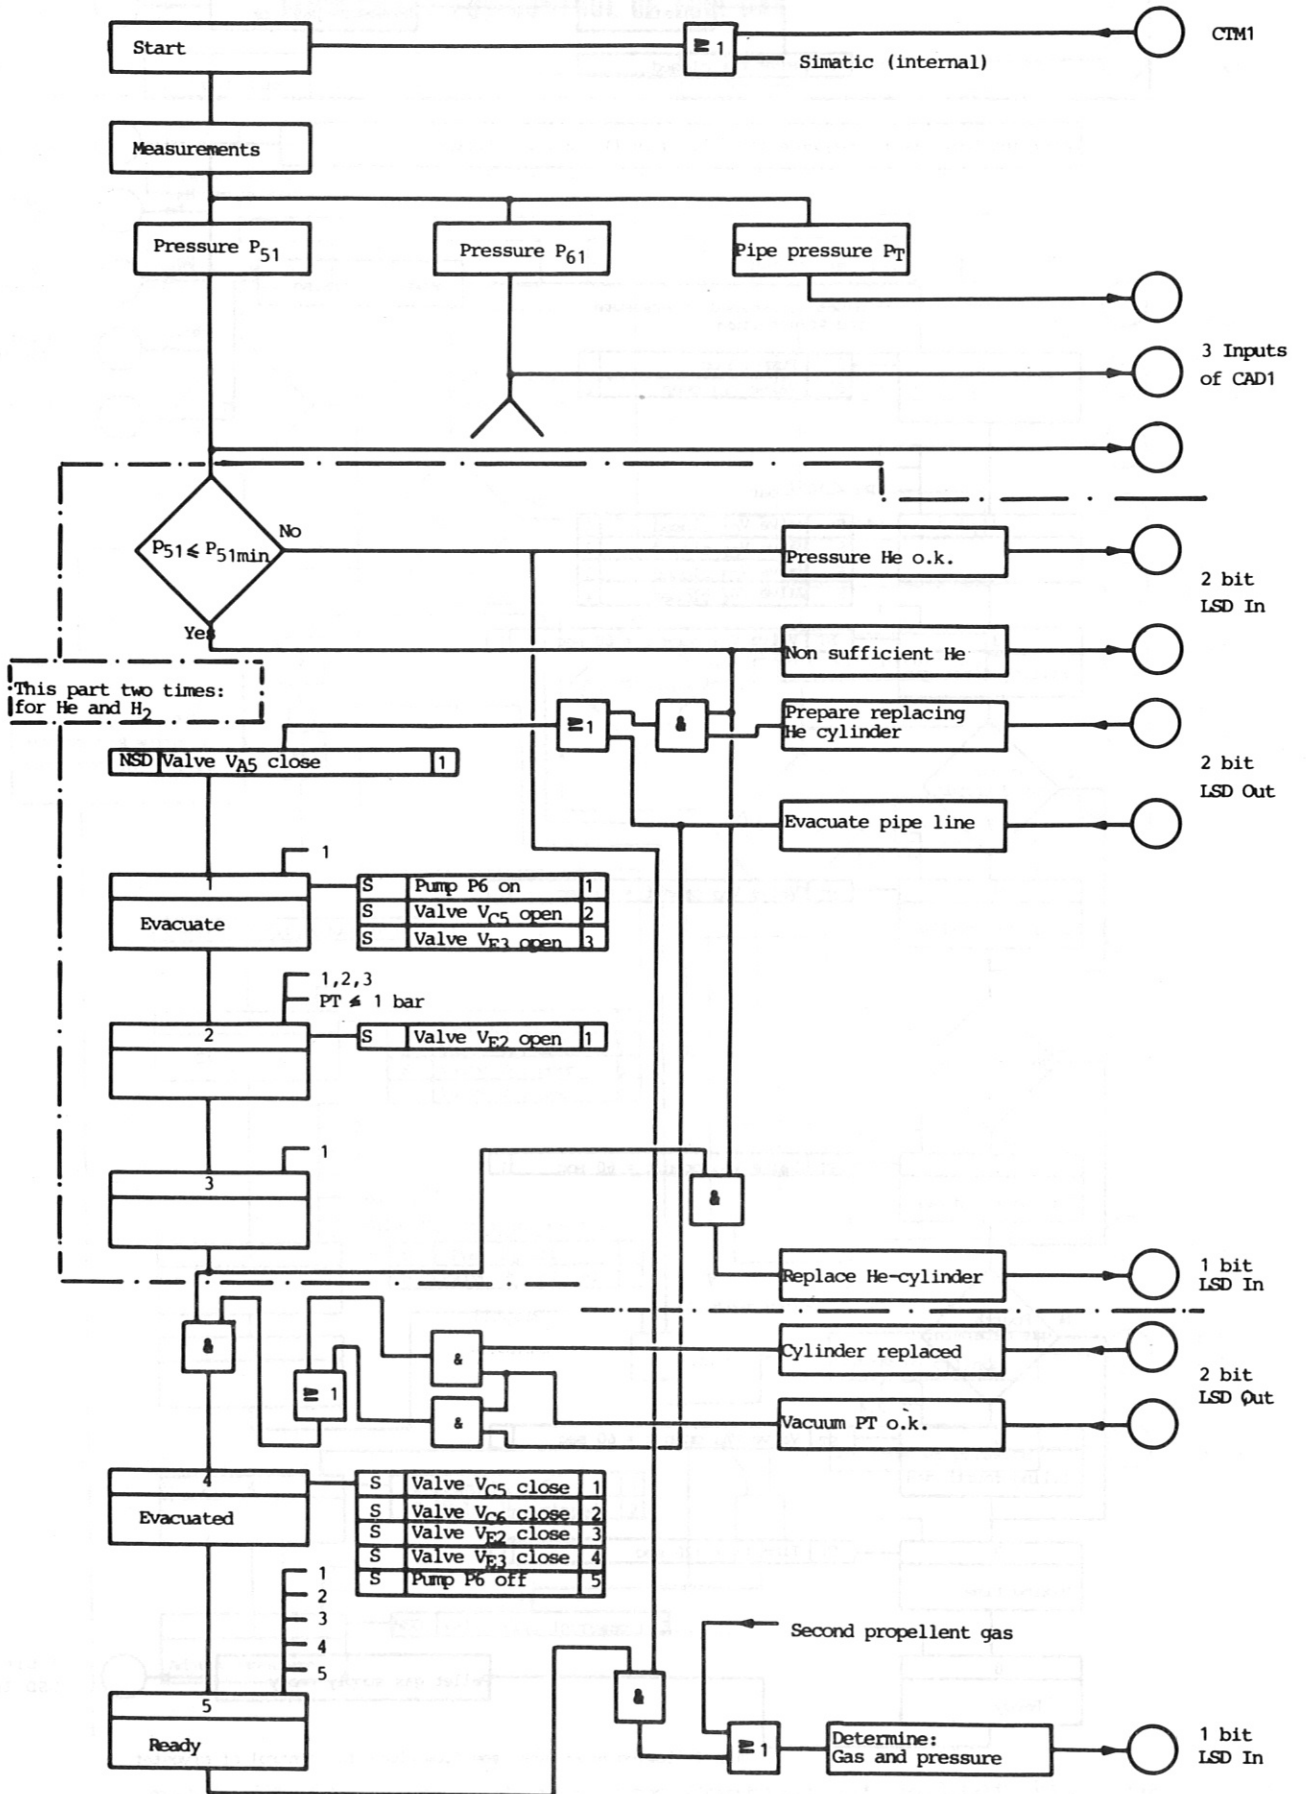 Start
≥ 1
CTM1
Simatic (internal)
Measurements
Pressure P51
Pressure P61
Pipe pressure PT
3 Inputs
of CAD1
P51 ≤ P51min
No
Yes
Pressure He o.k.
2 bit
LSD In
Non sufficient He
This part two times:
for He and H2
≥ 1
&
Prepare replacing
He cylinder
NSD Valve VA5 close 1
2 bit
LSD Out
Evacuate pipe line
1
1
Evacuate
S Pump P6 on 1
S Valve VC5 open 2
S Valve VE3 open 3
1,2,3
PT ≤ 1 bar
2
S Valve VE2 open 1
1
3
&
Replace He-cylinder
1 bit
LSD In
&
≥ 1
&
Cylinder replaced
2 bit
LSD Out
&
Vacuum PT o.k.
4
Evacuated
S Valve VC5 close 1
S Valve VC6 close 2
S Valve VE2 close 3
S Valve VE3 close 4
S Pump P6 off 5
1
2
3
4
5
Second propellent gas
5
Ready
&
≥ 1
Determine:
Gas and pressure
1 bit
LSD In